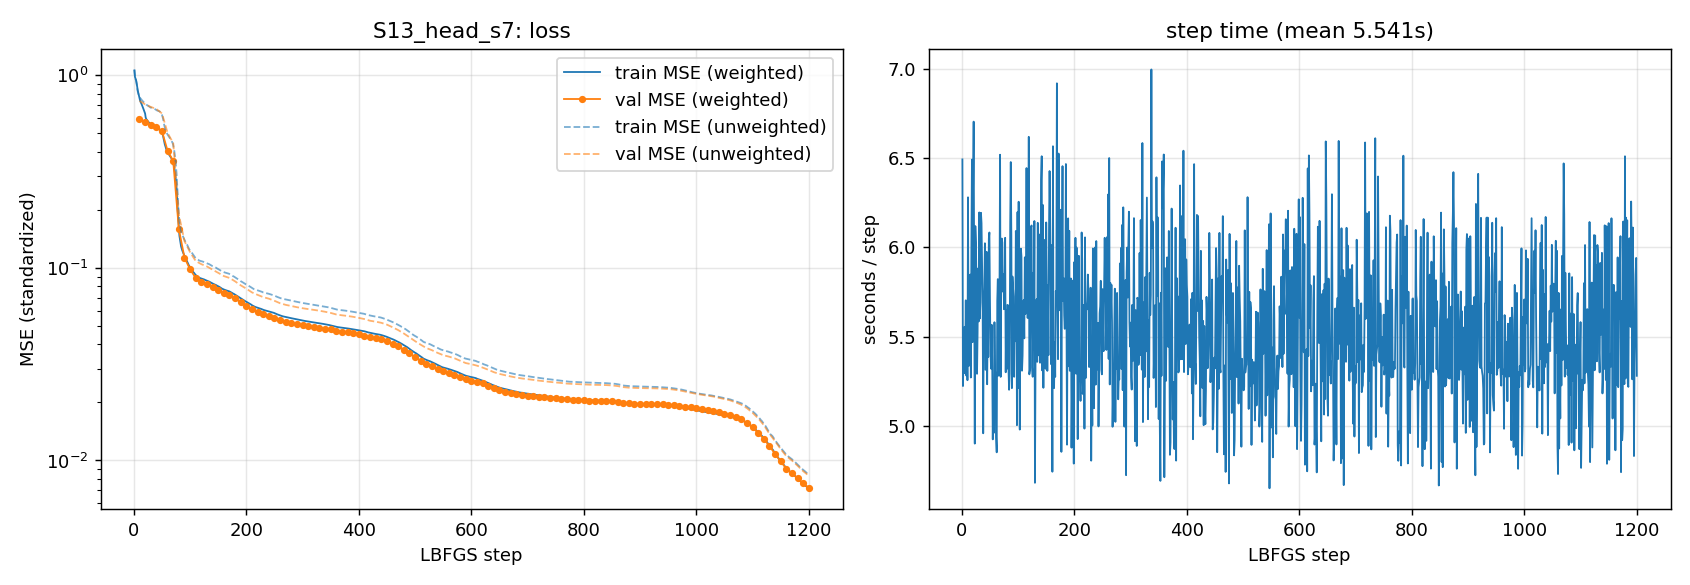 S13_head_s7: loss
10⁰
10⁻¹
10⁻²
MSE (standardized)
train MSE (weighted)
val MSE (weighted)
train MSE (unweighted)
val MSE (unweighted)
0 200 400 600 800 1000 1200
LBFGS step
step time (mean 5.541s)
7.0
6.5
6.0
5.5
5.0
seconds / step
0 200 400 600 800 1000 1200
LBFGS step